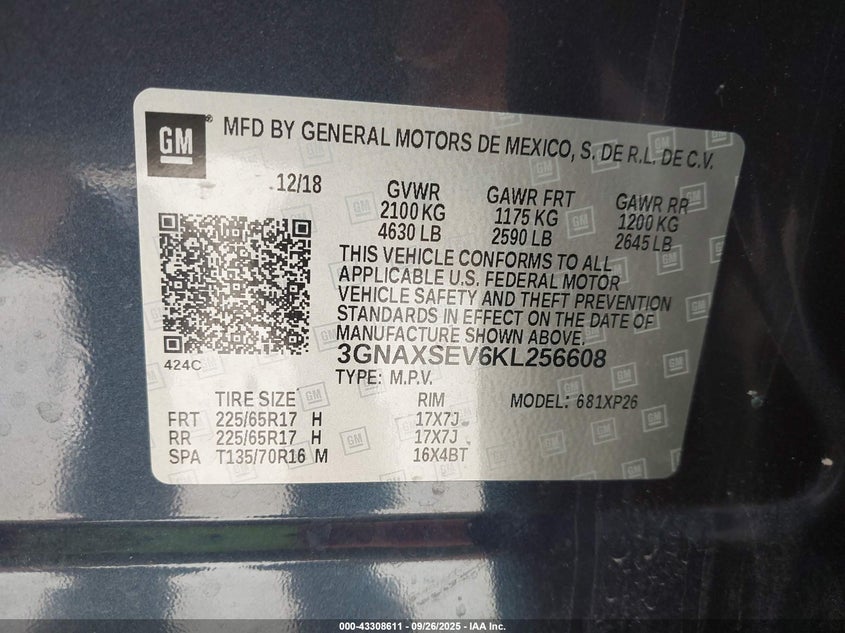 GM
MFD BY GENERAL MOTORS DE MEXICO, S. DE R.L. DE C.V.
12/18
GVWR GAWR FRT GAWR RR
2100 KG 1175 KG 1200 KG
4630 LB 2590 LB 2645 LB
THIS VEHICLE CONFORMS TO ALL
APPLICABLE U.S. FEDERAL MOTOR
VEHICLE SAFETY AND THEFT PREVENTION
STANDARDS IN EFFECT ON THE DATE OF
MANUFACTURE SHOWN ABOVE.
424C
3GNAXSEV6KL256608
TYPE: M.P.V.
MODEL: 681XP26
TIRE SIZE RIM
FRT 225/65R17 H 17X7J
RR 225/65R17 H 17X7J
SPA T135/70R16 M 16X4BT
000-43308611 - 09/26/2025 - IAA Inc.